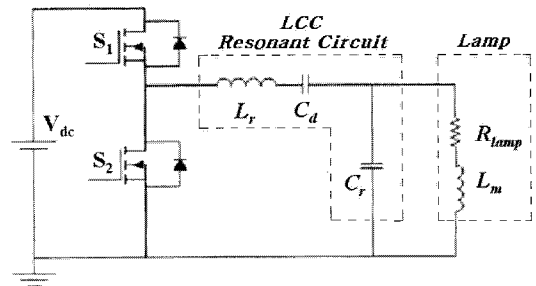 LCC
Resonant Circuit
Lamp
S1
Lr
Cd
Vdc
Rlamp
S2
Cr
Lm